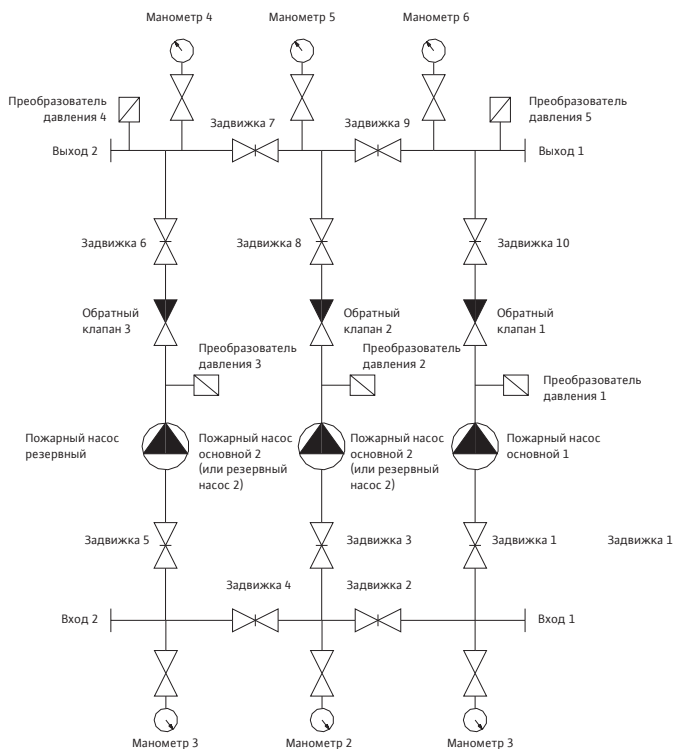 Манометр 4
Манометр 5
Манометр 6
Преобразователь
давления 4
Преобразователь
давления 5
Задвижка 7
Задвижка 9
Выход 2
Выход 1
Задвижка 6
Задвижка 8
Задвижка 10
Обратный
клапан 3
Обратный
клапан 2
Обратный
клапан 1
Преобразователь
давления 3
Преобразователь
давления 2
Преобразователь
давления 1
Пожарный насос
резервный
Пожарный насос
основной 2
(или резервный
насос 2)
Пожарный насос
основной 2
(или резервный
насос 2)
Пожарный насос
основной 1
Задвижка 5
Задвижка 3
Задвижка 1
Задвижка 1
Задвижка 4
Задвижка 2
Вход 2
Вход 1
Манометр 3
Манометр 2
Манометр 3